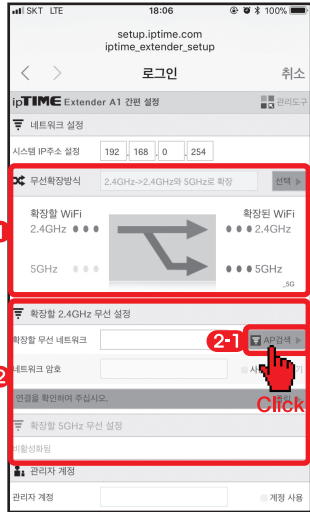 SKT LTE 18:06 100%
setup.iptime.com
iptime_extender_setup
로그인 취소
ipTIME Extender A1 간편 설정 관리도구
네트워크 설정
시스템 IP주소 설정 192 . 168 . 0 . 254
무선확장방식 2.4GHz->2.4GHz와 5GHz로 확장 선택
확장할 WiFi 확장된 WiFi
2.4GHz 2.4GHz
5GHz 5GHz
_5G
확장할 2.4GHz 무선 설정
확장할 무선 네트워크 2-1 AP검색
네트워크 암호
연결을 확인하여 주십시오.
Click
확장할 5GHz 무선 설정
비활성화됨
관리자 계정
관리자 계정 계정 사용